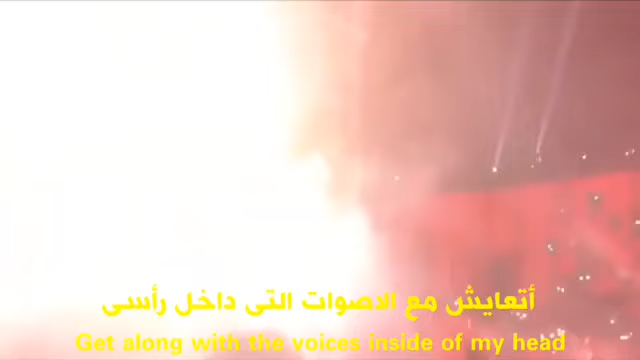 أتعايش مع الاصوات التى داخل رأسى
Get along with the voices inside of my head